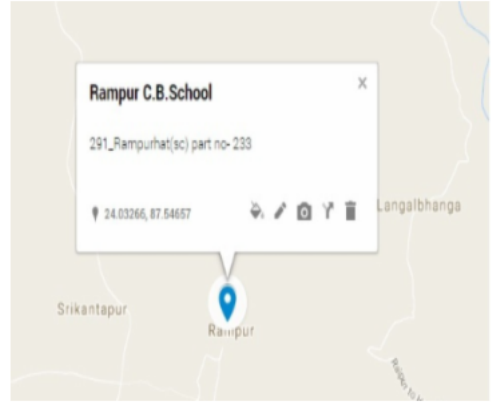 Rampur C.B.School
x
291_Rampurhat(sc) part no- 233
24.03266, 87.54657
Langalbhanga
Srikantapur
Rampur